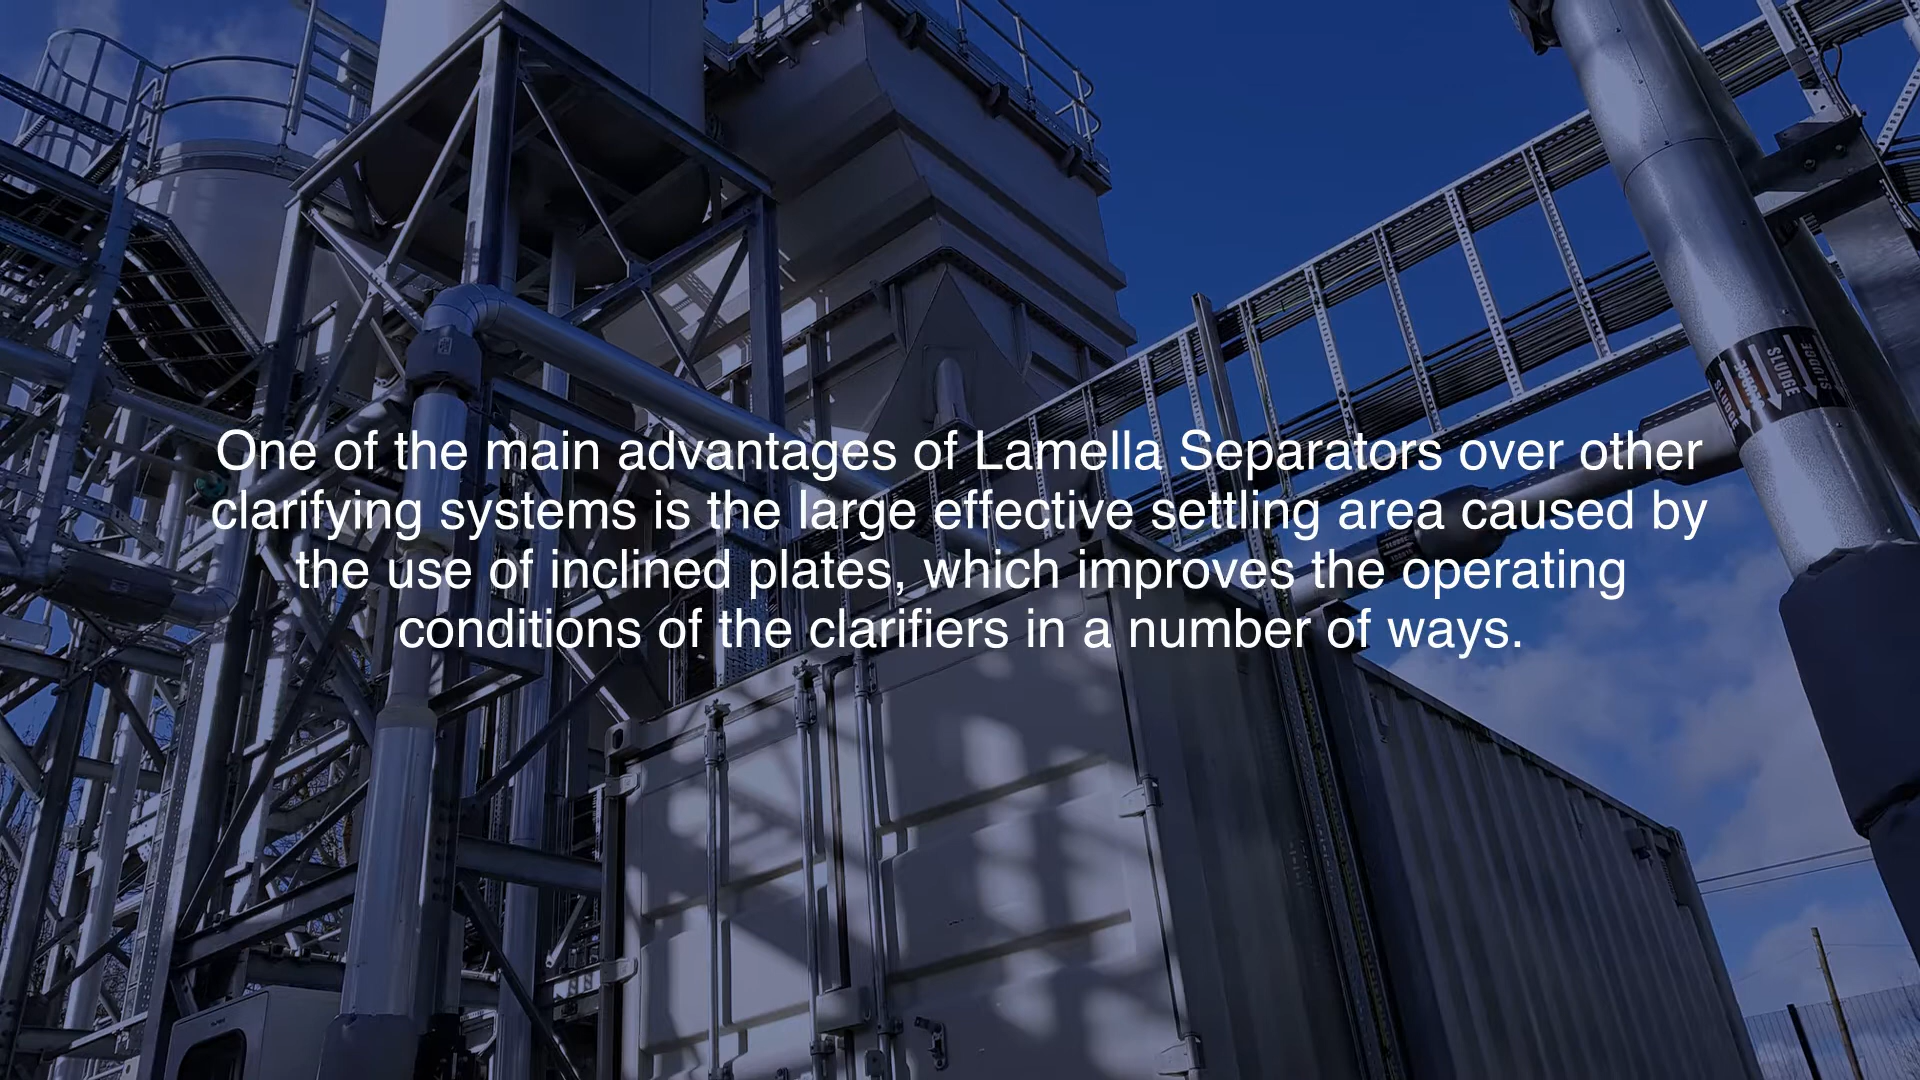 One of the main advantages of Lamella Separators over other
clarifying systems is the large effective settling area caused by
the use of inclined plates, which improves the operating
conditions of the clarifiers in a number of ways.
SLUDGE
SLUDGE
SLUDGE